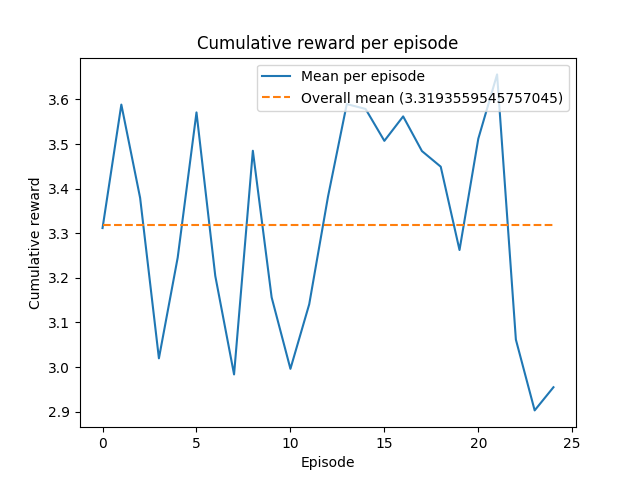 Cumulative reward per episode
Mean per episode
Overall mean (3.3193559545757045)
Cumulative reward
3.6
3.5
3.4
3.3
3.2
3.1
3.0
2.9
0
5
10
15
20
25
Episode